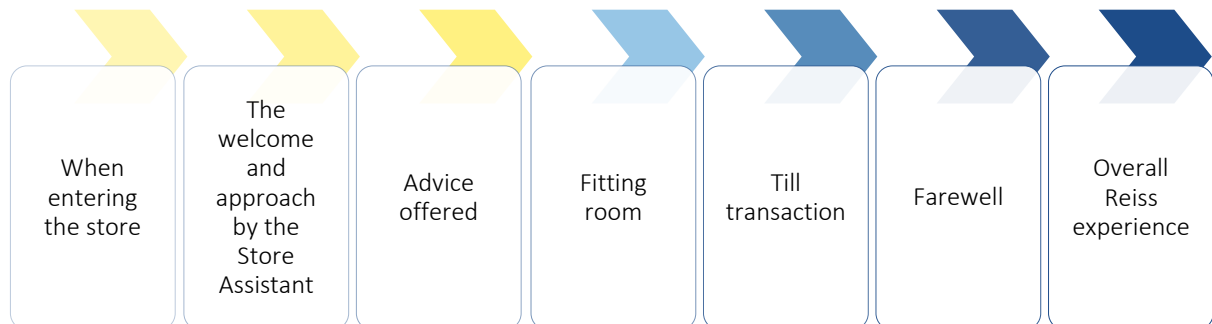 When
entering
the store
The
welcome
and
approach
by the
Store
Assistant
Advice
offered
Fitting
room
Till
transaction
Farewell
Overall
Reiss
experience